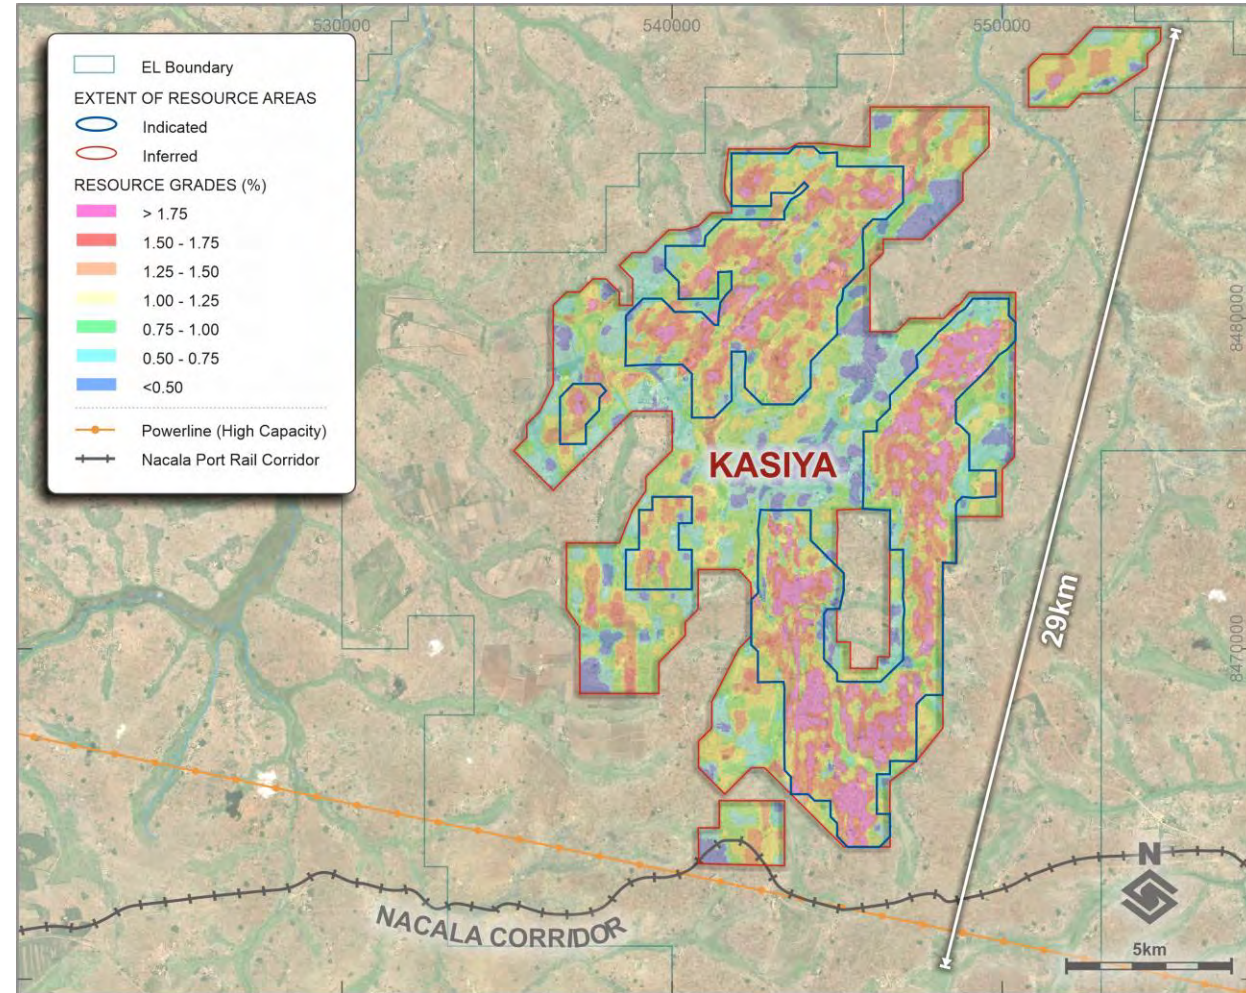 530000
540000
550000
EL Boundary
EXTENT OF RESOURCE AREAS
Indicated
Inferred
RESOURCE GRADES (%)
> 1.75
1.50 - 1.75
1.25 - 1.50
1.00 - 1.25
0.75 - 1.00
0.50 - 0.75
<0.50
Powerline (High Capacity)
Nacala Port Rail Corridor
8480000
KASIYA
29km
8470000
N
NACALA CORRIDOR
5km